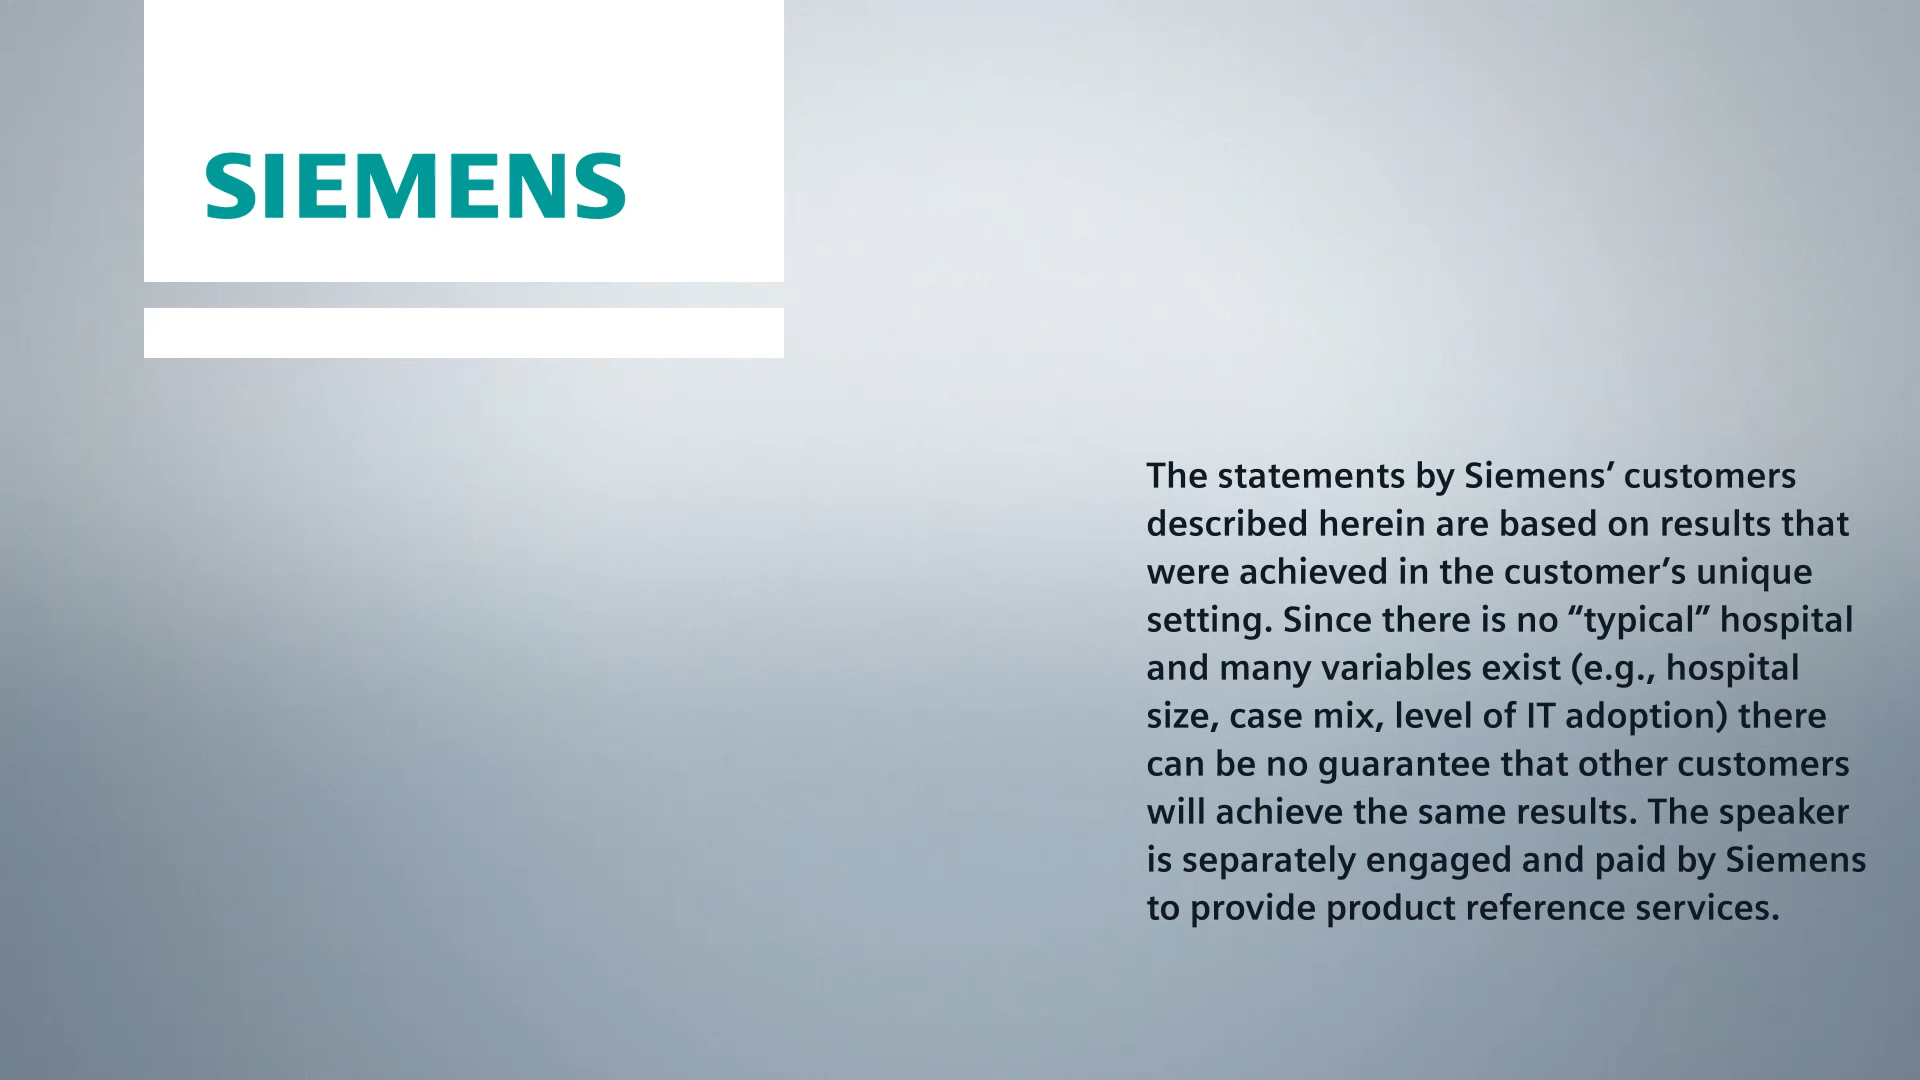 SIEMENS
The statements by Siemens’ customers
described herein are based on results that
were achieved in the customer’s unique
setting. Since there is no “typical” hospital
and many variables exist (e.g., hospital
size, case mix, level of IT adoption) there
can be no guarantee that other customers
will achieve the same results. The speaker
is separately engaged and paid by Siemens
to provide product reference services.